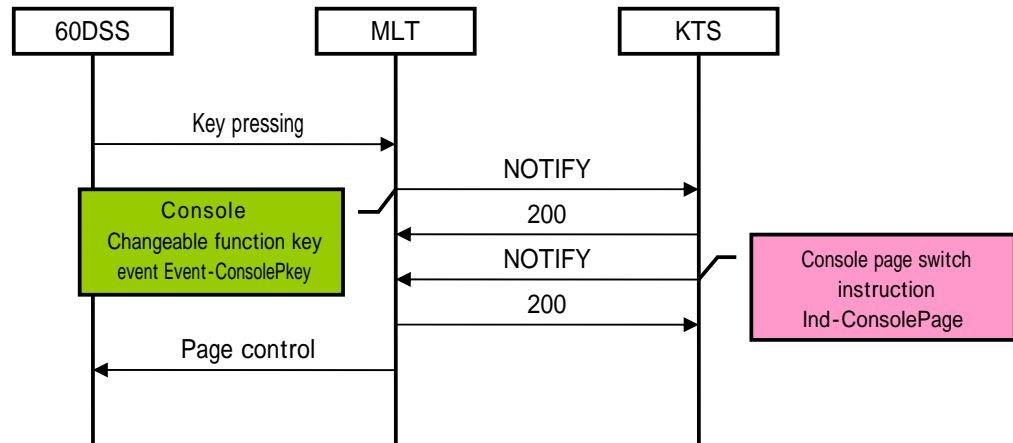 60DSS
MLT
KTS
Key pressing
NOTIFY
Console
Changeable function key
event Event-ConsolePkey
200
NOTIFY
Console page switch
instruction
Ind-ConsolePage
200
Page control